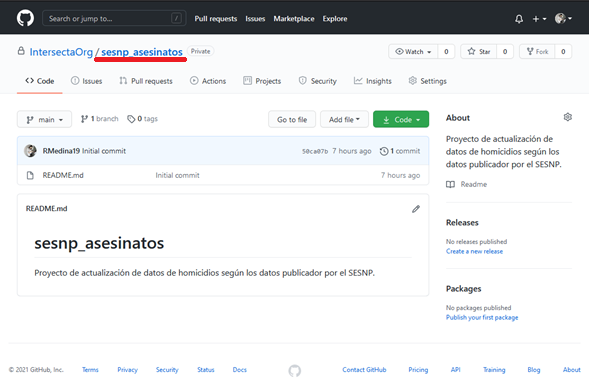 Search or jump to... /
Pull requests Issues Marketplace Explore
IntersectaOrg / sesnp_asesinatos Private
Watch 0 Star 0 Fork 0
Code Issues Pull requests Actions Projects Security Insights Settings
main 1 branch 0 tags Go to file Add file Code
RMedina19 Initial commit 50ca07b 7 hours ago 1 commit
README.md Initial commit 7 hours ago
README.md
sesnp_asesinatos
Proyecto de actualización de datos de homicidios según los datos publicador por el SESNP.
About
Proyecto de actualización de
datos de homicidios según los
datos publicador por el SESNP.
Readme
Releases
No releases published
Create a new release
Packages
No packages published
Publish your first package
© 2021 GitHub, Inc. Terms Privacy Security Status Docs Contact GitHub Pricing API Training Blog About